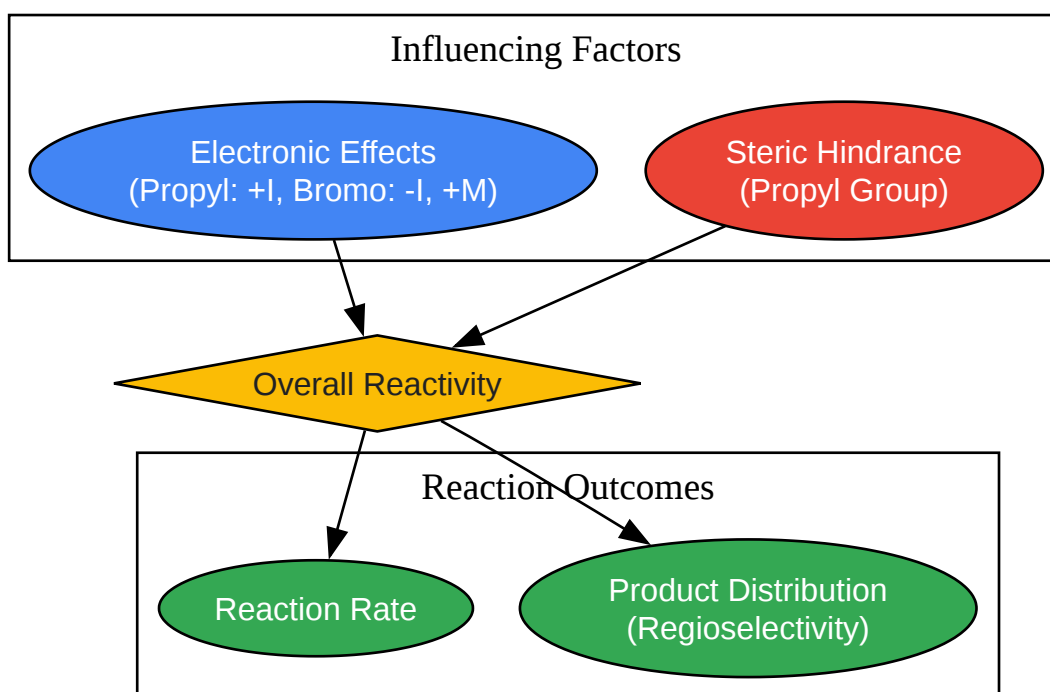 Influencing Factors
Electronic Effects
(Propyl: +I, Bromo: -I, +M)
Steric Hindrance
(Propyl Group)
Overall Reactivity
Reaction Outcomes
Reaction Rate
Product Distribution
(Regioselectivity)